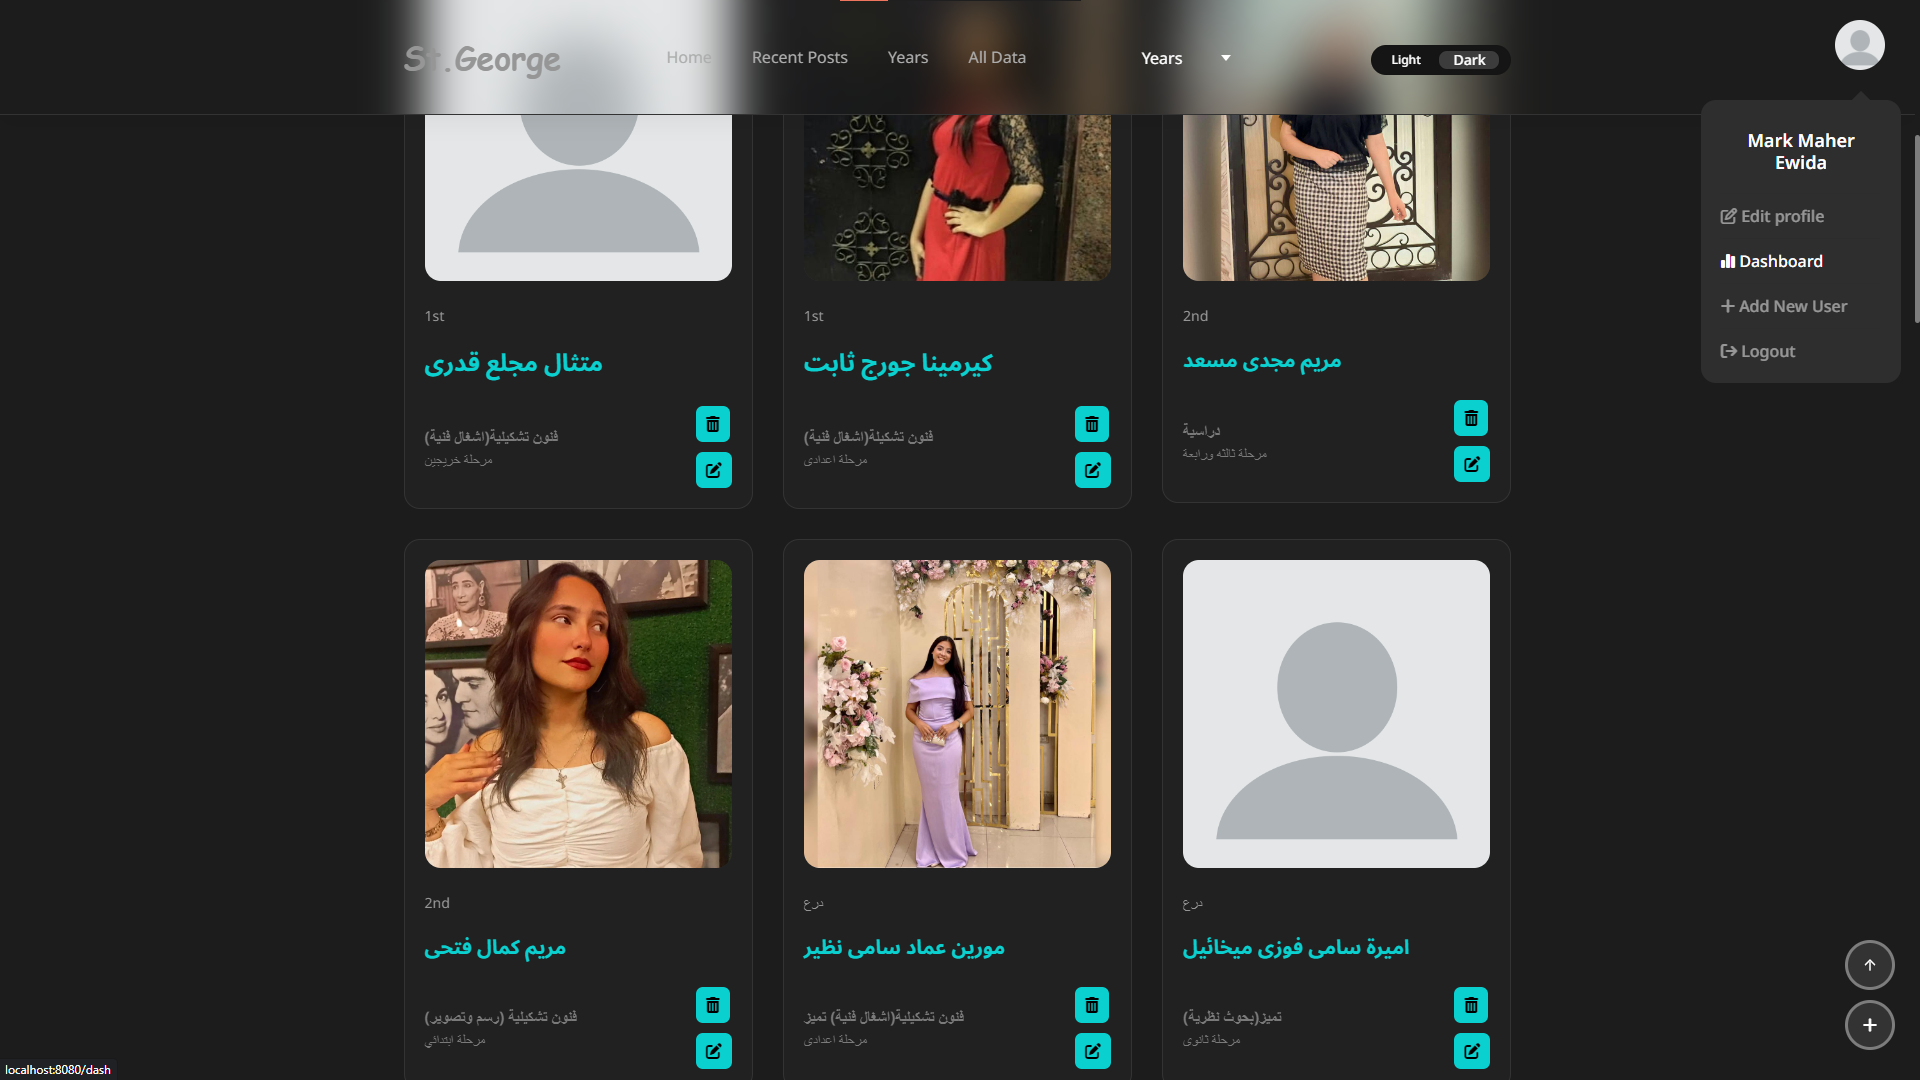 St.George
Home
Recent Posts
Years
All Data
Years
Light
Dark
Mark Maher
Ewida
Edit profile
Dashboard
Add New User
Logout
1st
متثال مجلع قدرى
فنون تشكيلية(اشغال فنية)
مرحلة خريجين
1st
كيرمينا جورج ثابت
فنون تشكيلة(اشغال فنية)
مرحلة اعدادى
2nd
مريم مجدى مسعد
دراسية
مرحلة ثالثه ورابعة
2nd
مريم كمال فتحى
فنون تشكيلية (رسم وتصوير)
مرحلة ابتدائي
درع
مورين عماد سامى نظير
فنون تشكيلية(اشغال فنية) تميز
مرحلة اعدادى
درع
اميرة سامى فوزى ميخائيل
تميز(بحوث نظرية)
مرحلة ثانوى
localhost:8080/dash